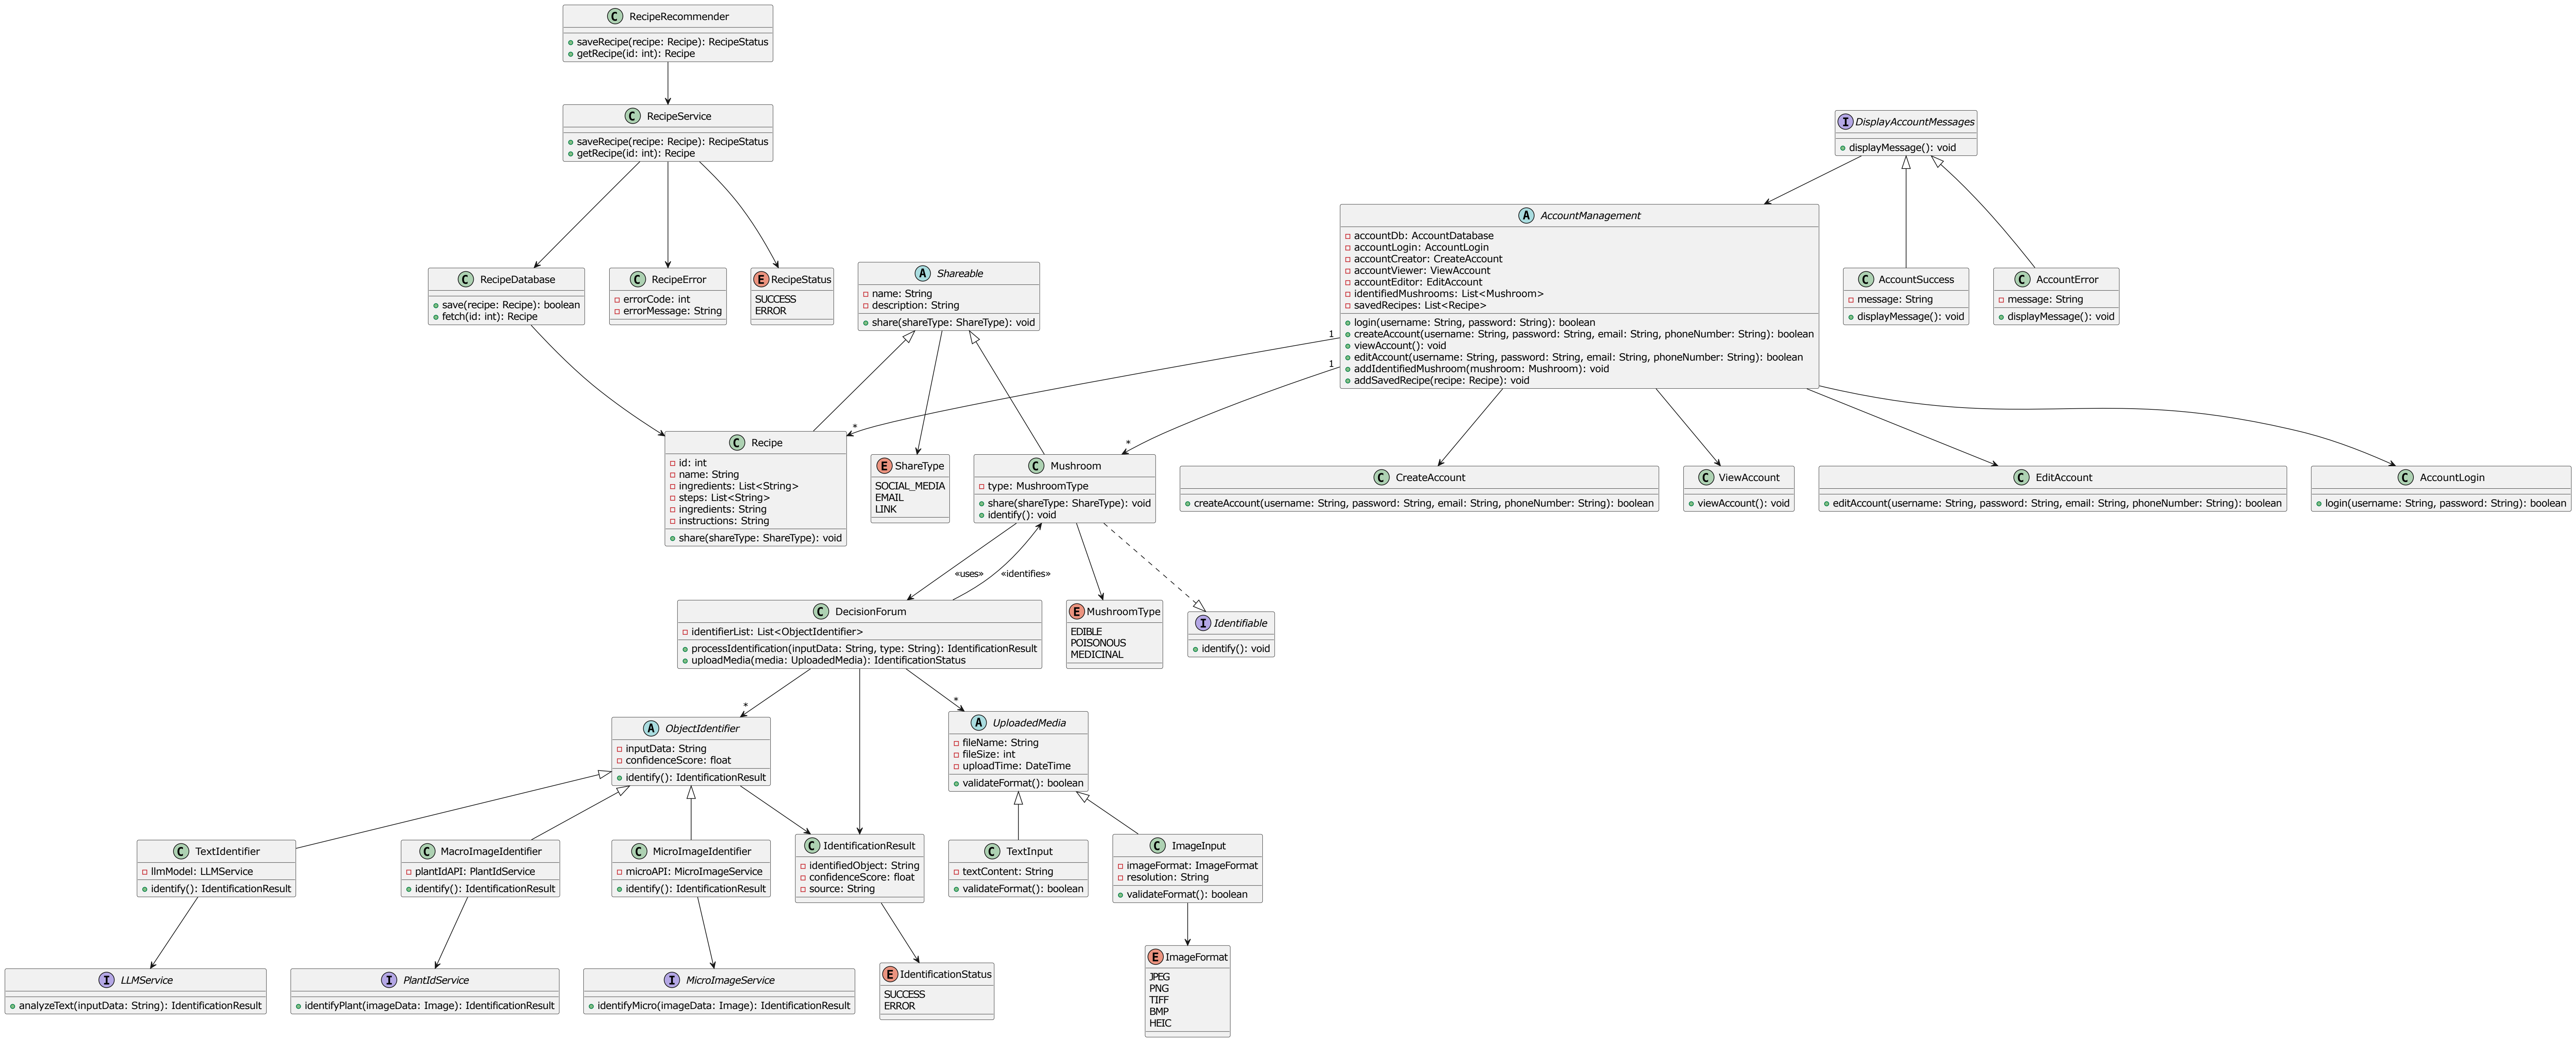 C RecipeRecommender
saveRecipe(recipe: Recipe): RecipeStatus
getRecipe(id: int): Recipe
C RecipeService
saveRecipe(recipe: Recipe): RecipeStatus
getRecipe(id: int): Recipe
I DisplayAccountMessages
displayMessage(): void
A AccountManagement
accountDb: AccountDatabase
accountLogin: AccountLogin
accountCreator: CreateAccount
accountViewer: ViewAccount
accountEditor: EditAccount
identifiedMushrooms: List<Mushroom>
savedRecipes: List<Recipe>
login(username: String, password: String): boolean
createAccount(username: String, password: String, email: String, phoneNumber: String): boolean
viewAccount(): void
editAccount(username: String, password: String, email: String, phoneNumber: String): boolean
addIdentifiedMushroom(mushroom: Mushroom): void
addSavedRecipe(recipe: Recipe): void
C RecipeDatabase
save(recipe: Recipe): boolean
fetch(id: int): Recipe
C RecipeError
errorCode: int
errorMessage: String
E RecipeStatus
SUCCESS
ERROR
A Shareable
name: String
description: String
share(shareType: ShareType): void
C AccountSuccess
message: String
displayMessage(): void
C AccountError
message: String
displayMessage(): void
1
1
*
*
C Recipe
id: int
name: String
ingredients: List<String>
steps: List<String>
ingredients: String
instructions: String
share(shareType: ShareType): void
E ShareType
SOCIAL_MEDIA
EMAIL
LINK
C Mushroom
type: MushroomType
share(shareType: ShareType): void
identify(): void
C CreateAccount
createAccount(username: String, password: String, email: String, phoneNumber: String): boolean
C ViewAccount
viewAccount(): void
C EditAccount
editAccount(username: String, password: String, email: String, phoneNumber: String): boolean
C AccountLogin
login(username: String, password: String): boolean
«uses»
«identifies»
C DecisionForum
identifierList: List<ObjectIdentifier>
processIdentification(inputData: String, type: String): IdentificationResult
uploadMedia(media: UploadedMedia): IdentificationStatus
E MushroomType
EDIBLE
POISONOUS
MEDICINAL
I Identifiable
identify(): void
*
*
A ObjectIdentifier
inputData: String
confidenceScore: float
identify(): IdentificationResult
A UploadedMedia
fileName: String
fileSize: int
uploadTime: DateTime
validateFormat(): boolean
C TextIdentifier
llmModel: LLMService
identify(): IdentificationResult
C MacroImageIdentifier
plantIdAPI: PlantIdService
identify(): IdentificationResult
C MicroImageIdentifier
microAPI: MicroImageService
identify(): IdentificationResult
C IdentificationResult
identifiedObject: String
confidenceScore: float
source: String
C TextInput
textContent: String
validateFormat(): boolean
C ImageInput
imageFormat: ImageFormat
resolution: String
validateFormat(): boolean
I LLMService
analyzeText(inputData: String): IdentificationResult
I PlantIdService
identifyPlant(imageData: Image): IdentificationResult
I MicroImageService
identifyMicro(imageData: Image): IdentificationResult
E IdentificationStatus
SUCCESS
ERROR
E ImageFormat
JPEG
PNG
TIFF
BMP
HEIC